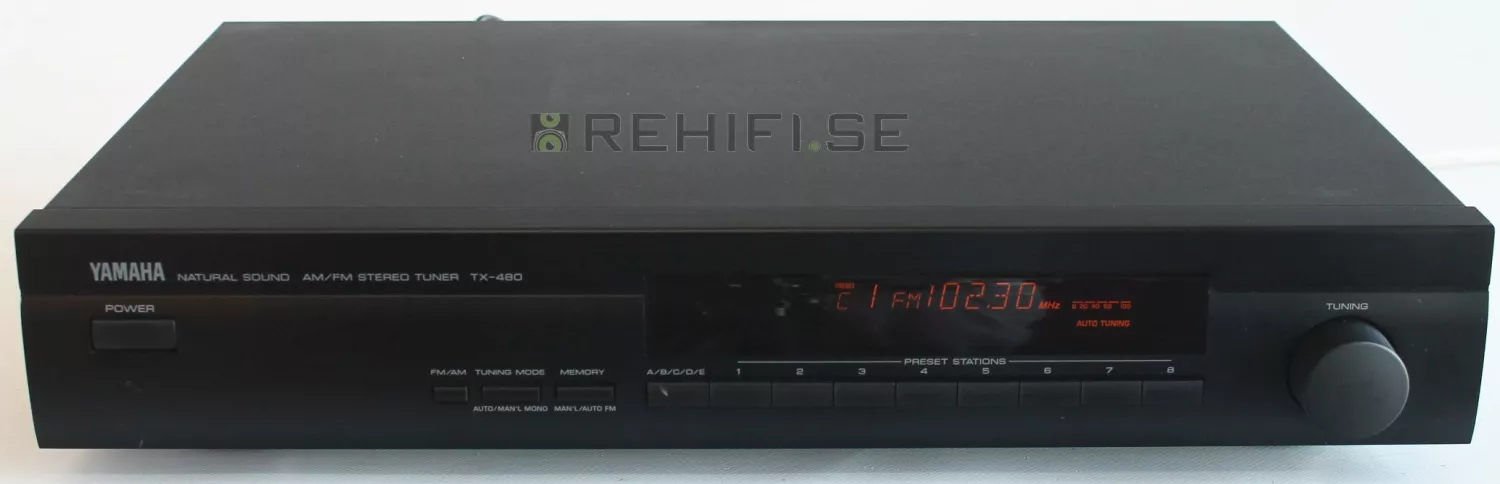 REHIFI.SE
YAMAHA NATURAL SOUND AM/FM STEREO TUNER TX-480
POWER
PRESET
C 1 FM 102.30 MHz
AUTO TUNING
TUNING
PRESET STATIONS
FM/AM TUNING MODE MEMORY A/B/C/D/E 1 2 3 4 5 6 7 8
AUTO/MAN'L MONO MAN'L/AUTO FM